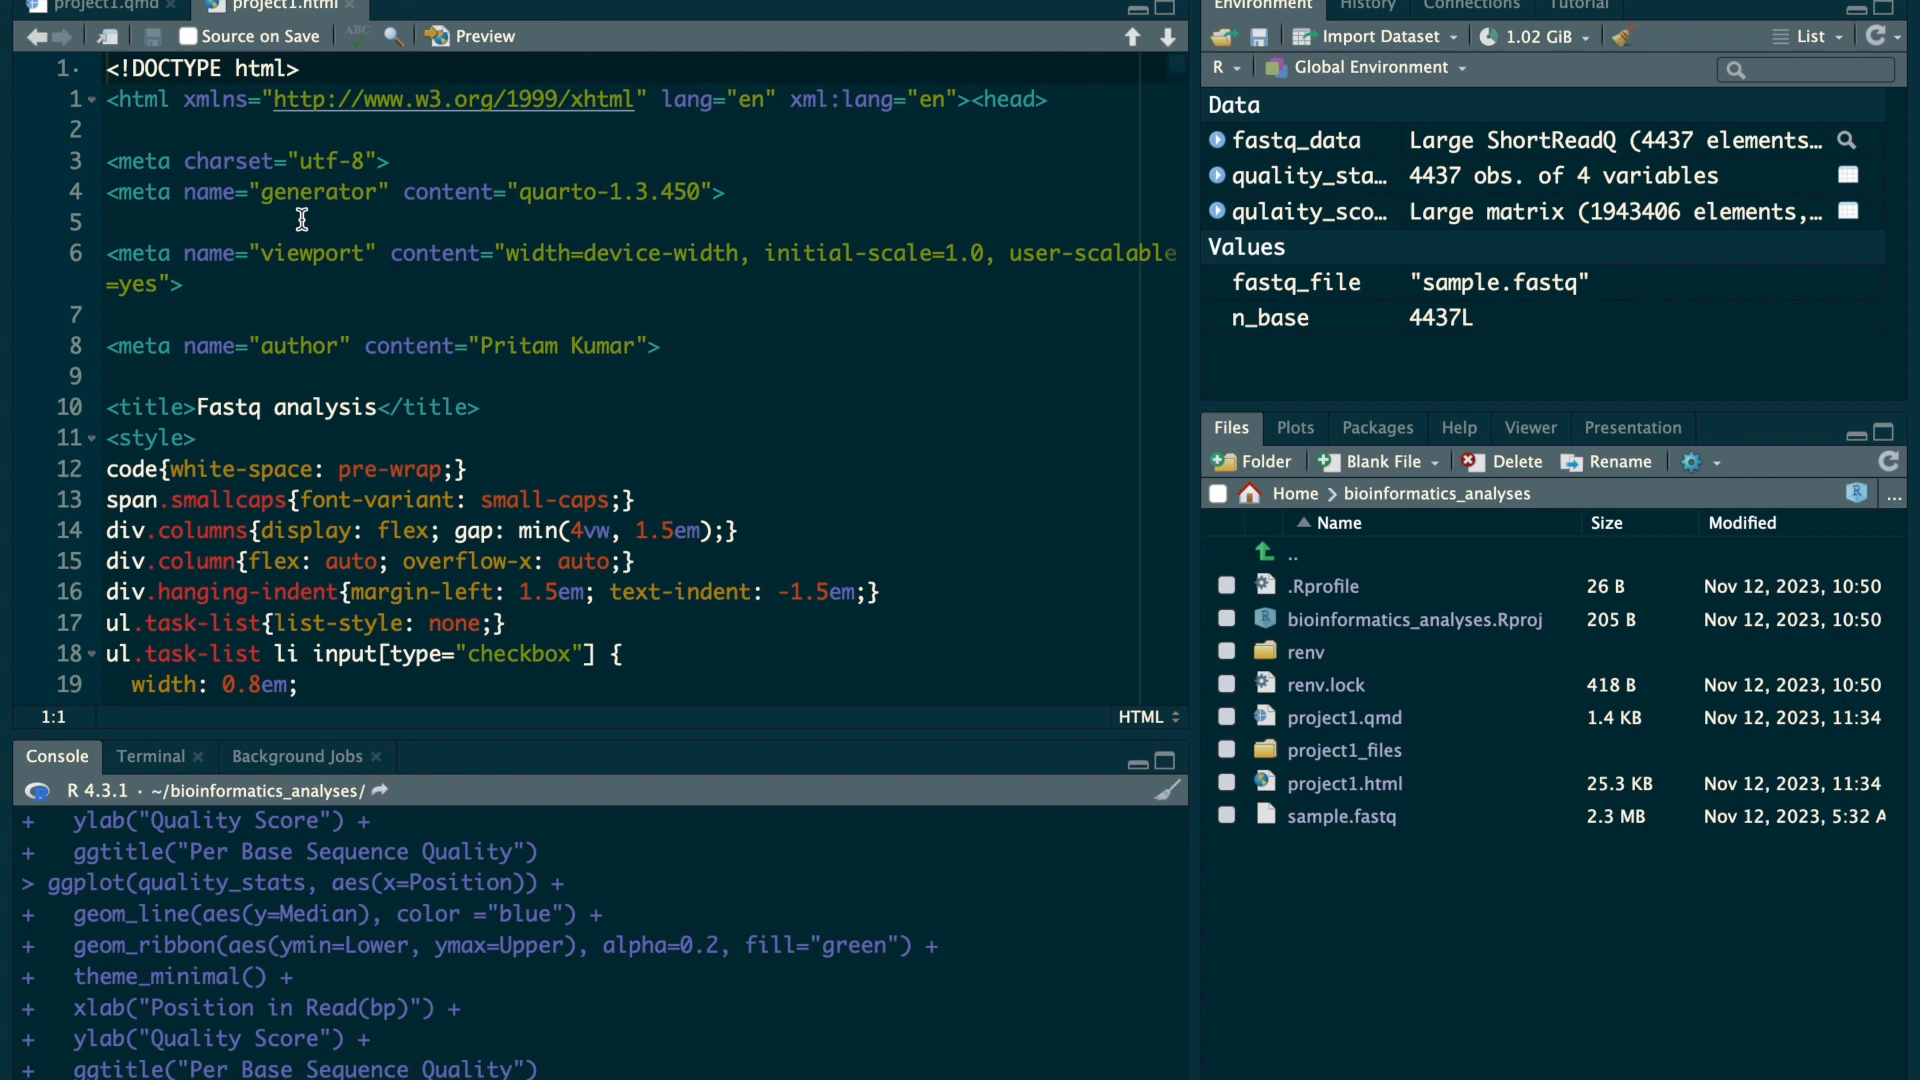 project1.qmd
project1.html
Source on Save
ABC
Preview
1 <!DOCTYPE html>
1 <html xmlns="http://www.w3.org/1999/xhtml" lang="en" xml:lang="en"><head>
2
3 <meta charset="utf-8">
4 <meta name="generator" content="quarto-1.3.450">
5
6 <meta name="viewport" content="width=device-width, initial-scale=1.0, user-scalable
=yes">
7
8 <meta name="author" content="Pritam Kumar">
9
10 <title>Fastq analysis</title>
11 <style>
12 code{white-space: pre-wrap;}
13 span.smallcaps{font-variant: small-caps;}
14 div.columns{display: flex; gap: min(4vw, 1.5em);}
15 div.column{flex: auto; overflow-x: auto;}
16 div.hanging-indent{margin-left: 1.5em; text-indent: -1.5em;}
17 ul.task-list{list-style: none;}
18 ul.task-list li input[type="checkbox"] {
19 width: 0.8em;
1:1
HTML
Console
Terminal
Background Jobs
R 4.3.1 · ~/bioinformatics_analyses/
+ ylab("Quality Score") +
+ ggtitle("Per Base Sequence Quality")
> ggplot(quality_stats, aes(x=Position)) +
+ geom_line(aes(y=Median), color ="blue") +
+ geom_ribbon(aes(ymin=Lower, ymax=Upper), alpha=0.2, fill="green") +
+ theme_minimal() +
+ xlab("Position in Read(bp)") +
+ ylab("Quality Score") +
+ ggtitle("Per Base Sequence Quality")
Environment
History
Connections
Tutorial
Import Dataset
1.02 GiB
List
R
Global Environment
Data
fastq_data Large ShortReadQ (4437 elements…
quality_sta… 4437 obs. of 4 variables
qulaity_sco… Large matrix (1943406 elements,…
Values
fastq_file "sample.fastq"
n_base 4437L
Files
Plots
Packages
Help
Viewer
Presentation
Folder
Blank File
Delete
Rename
Home > bioinformatics_analyses
...
Name Size Modified
..
.Rprofile 26 B Nov 12, 2023, 10:50
bioinformatics_analyses.Rproj 205 B Nov 12, 2023, 10:50
renv
renv.lock 418 B Nov 12, 2023, 10:50
project1.qmd 1.4 KB Nov 12, 2023, 11:34
project1_files
project1.html 25.3 KB Nov 12, 2023, 11:34
sample.fastq 2.3 MB Nov 12, 2023, 5:32 A